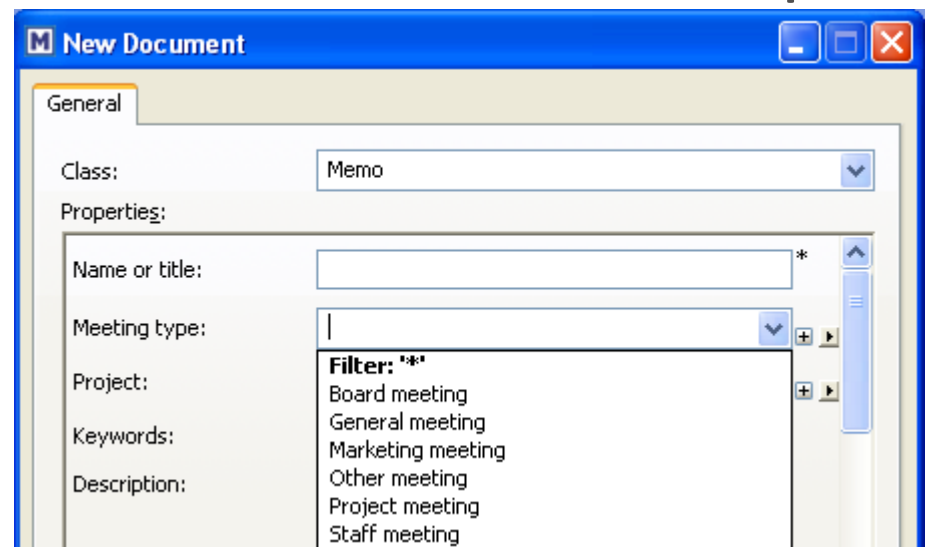 M New Document
General
Class: Memo
Properties:
Name or title: *
Meeting type:
Filter: '*'
Project: Board meeting
General meeting
Keywords: Marketing meeting
Description: Other meeting
Project meeting
Staff meeting